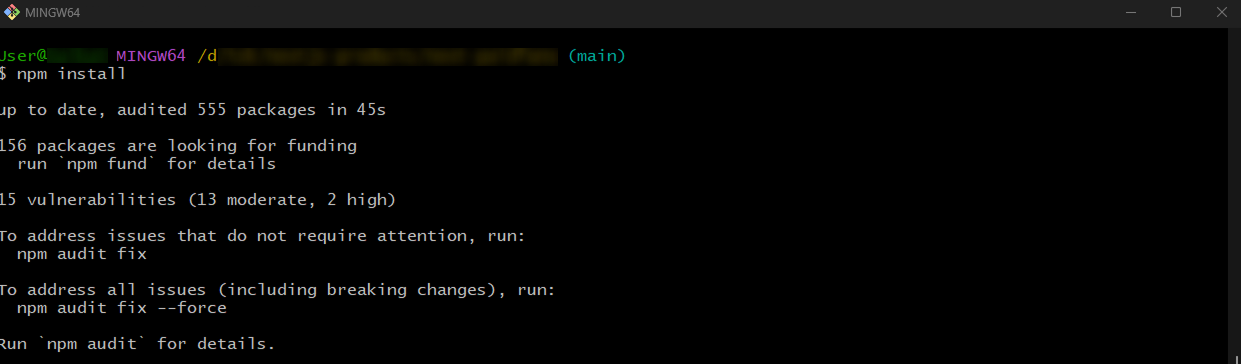 MINGW64
User@ MINGW64 /d (main)
$ npm install
up to date, audited 555 packages in 45s
156 packages are looking for funding
run `npm fund` for details
15 vulnerabilities (13 moderate, 2 high)
To address issues that do not require attention, run:
npm audit fix
To address all issues (including breaking changes), run:
npm audit fix --force
Run `npm audit` for details.